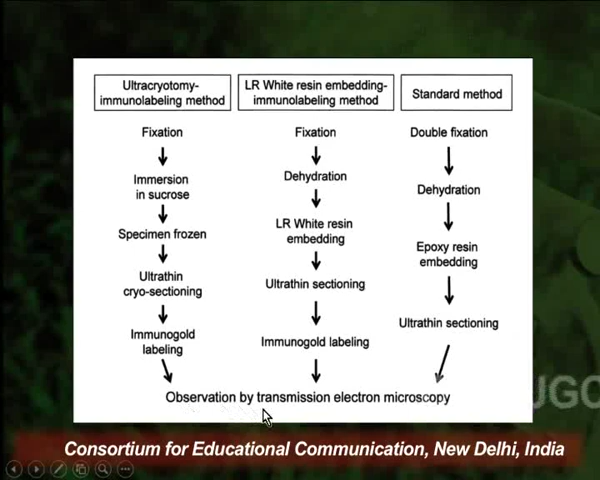 Ultracryotomy-
immunolabeling method
Fixation
Immersion
in sucrose
Specimen frozen
Ultrathin
cryo-sectioning
Immunogold
labeling
LR White resin embedding-
immunolabeling method
Fixation
Dehydration
LR White resin
embedding
Ultrathin sectioning
Immunogold labeling
Standard method
Double fixation
Dehydration
Epoxy resin
embedding
Ultrathin sectioning
Observation by transmission electron microscopy
UGC
Consortium for Educational Communication, New Delhi, India